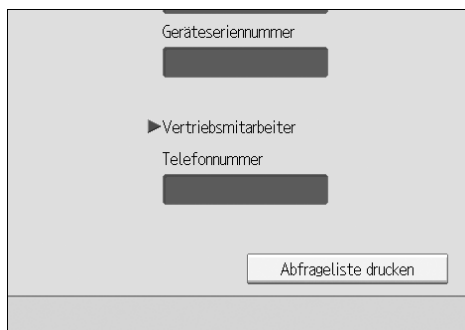 Geräteseriennummer
▶Vertriebsmitarbeiter
Telefonnummer
Abfrageliste drucken